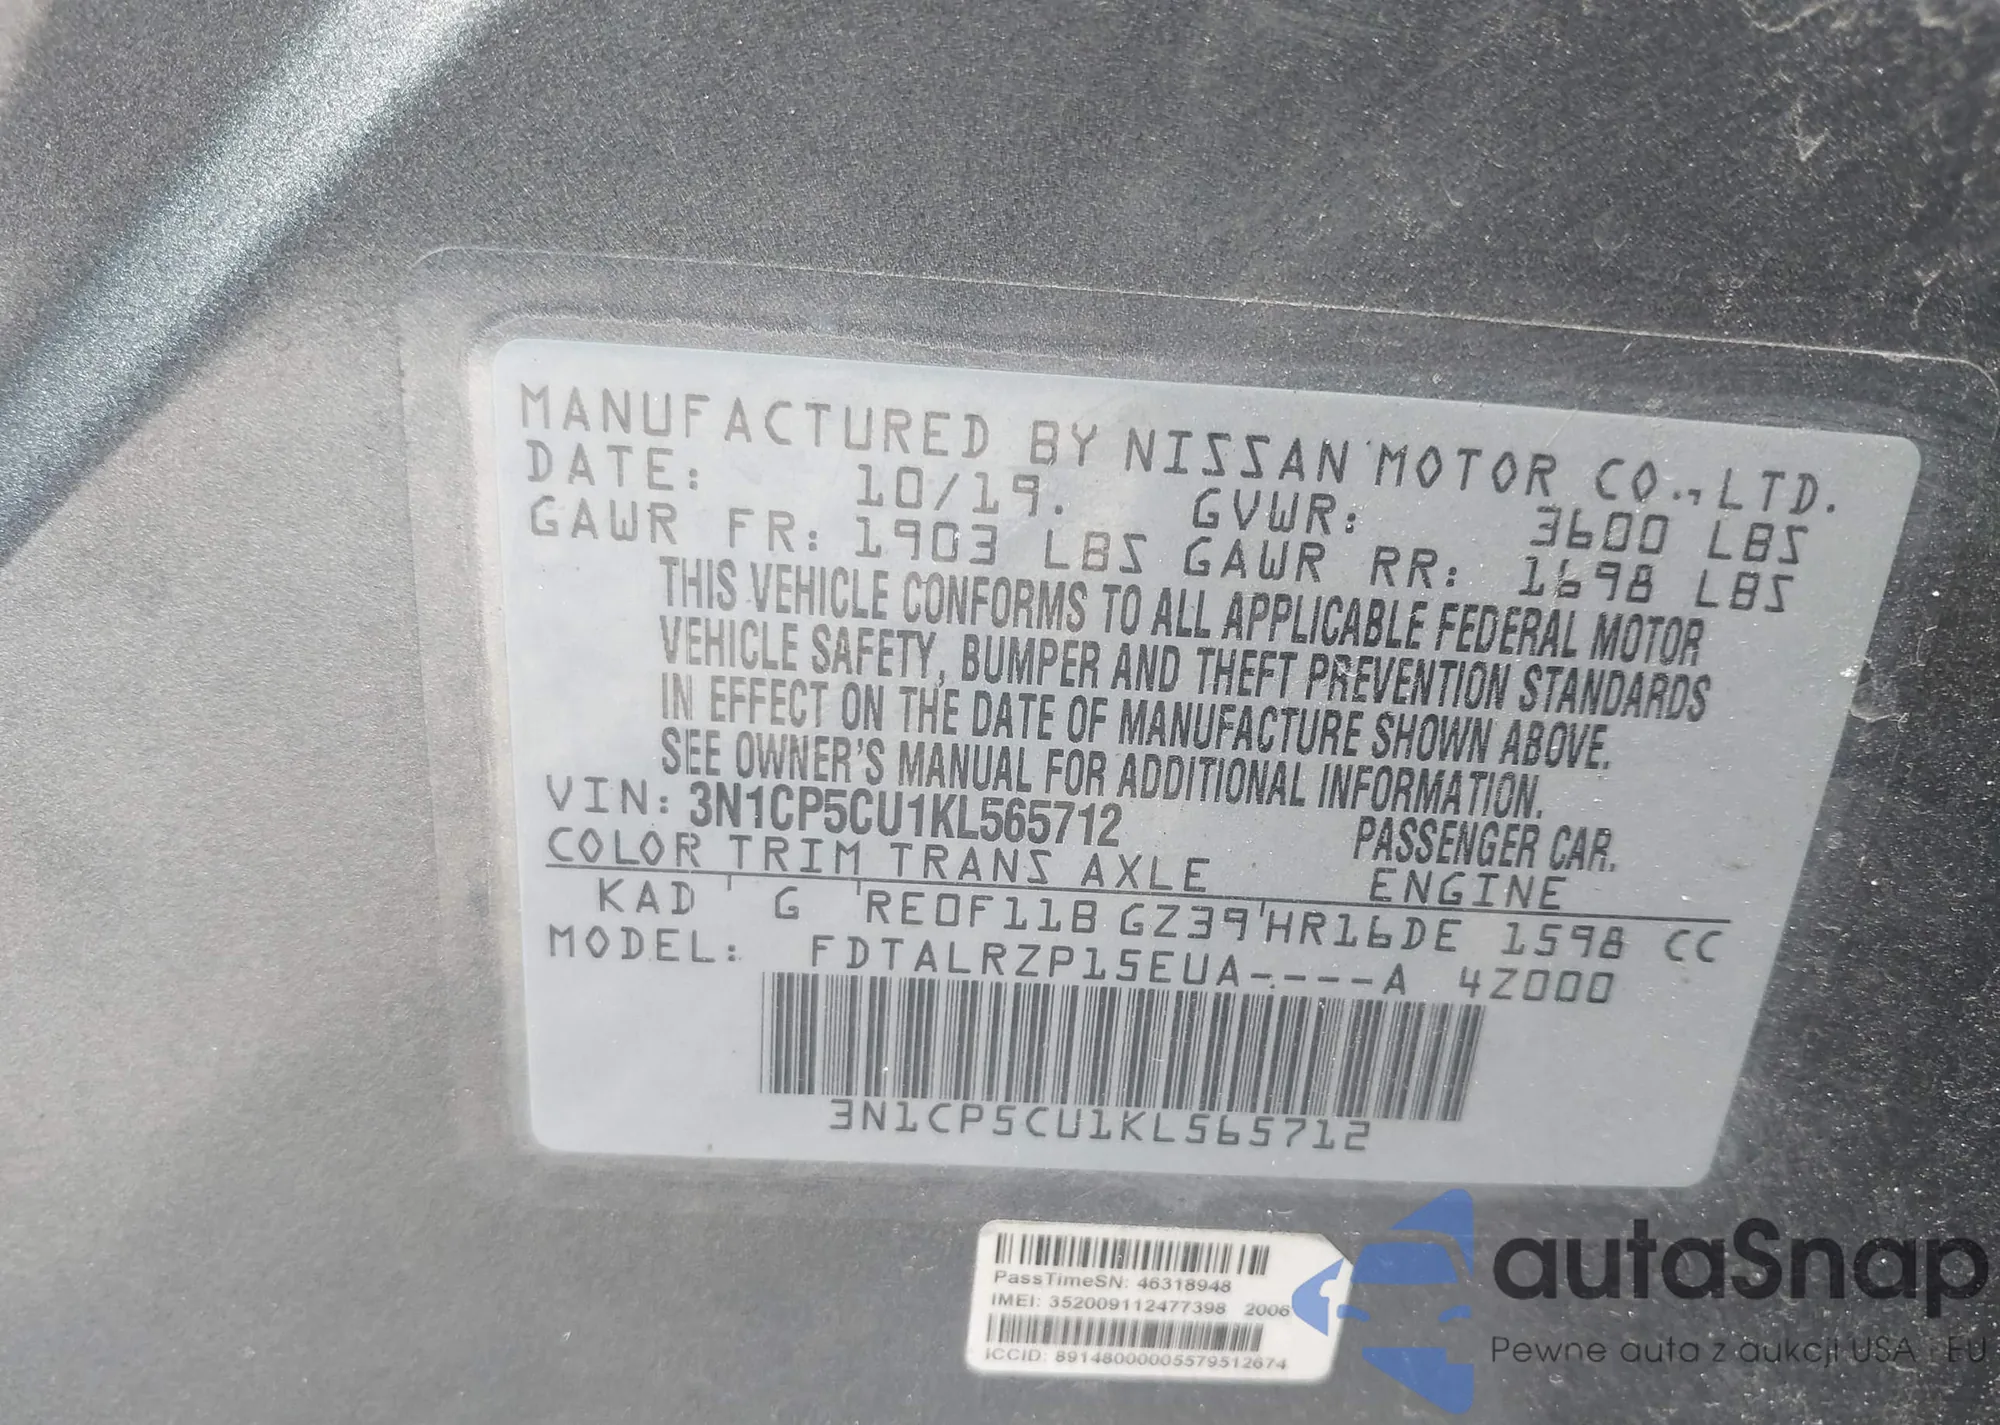 MANUFACTURED BY NISSAN MOTOR CO.,LTD.
DATE: 10/19. GVWR: 3600 LBS
GAWR FR: 1903 LBS GAWR RR: 1698 LBS
THIS VEHICLE CONFORMS TO ALL APPLICABLE FEDERAL MOTOR
VEHICLE SAFETY, BUMPER AND THEFT PREVENTION STANDARDS
IN EFFECT ON THE DATE OF MANUFACTURE SHOWN ABOVE.
SEE OWNER'S MANUAL FOR ADDITIONAL INFORMATION.
VIN: 3N1CP5CU1KL565712 PASSENGER CAR.
COLOR TRIM TRANS AXLE ENGINE
KAD G RE0F11B GZ39 HR16DE 1598 CC
MODEL: FDTALRZP15EUA----A 4Z000
3N1CP5CU1KL565712
PassTimeSN: 46318948
IMEI: 352009112477398 2006
ICCID: 89148000005579512674
autaSnap
Pewne auta z aukcji USA i EU